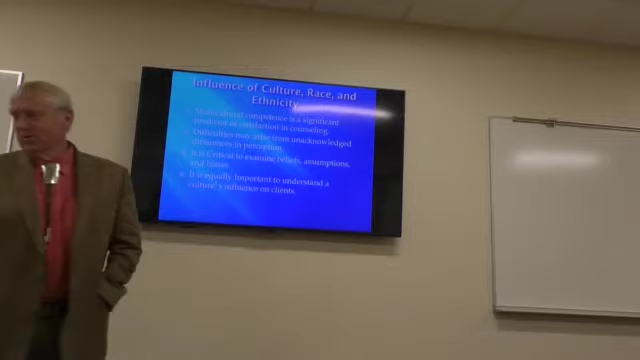 Influence of Culture, Race, and
Ethnicity
Multicultural competence is a significant
predictor of satisfaction in counseling.
Difficulties may arise from unacknowledged
differences in perception.
It is Critical to examine beliefs, assumptions,
and biases.
It is equally Important to understand a
culture's influence on clients.